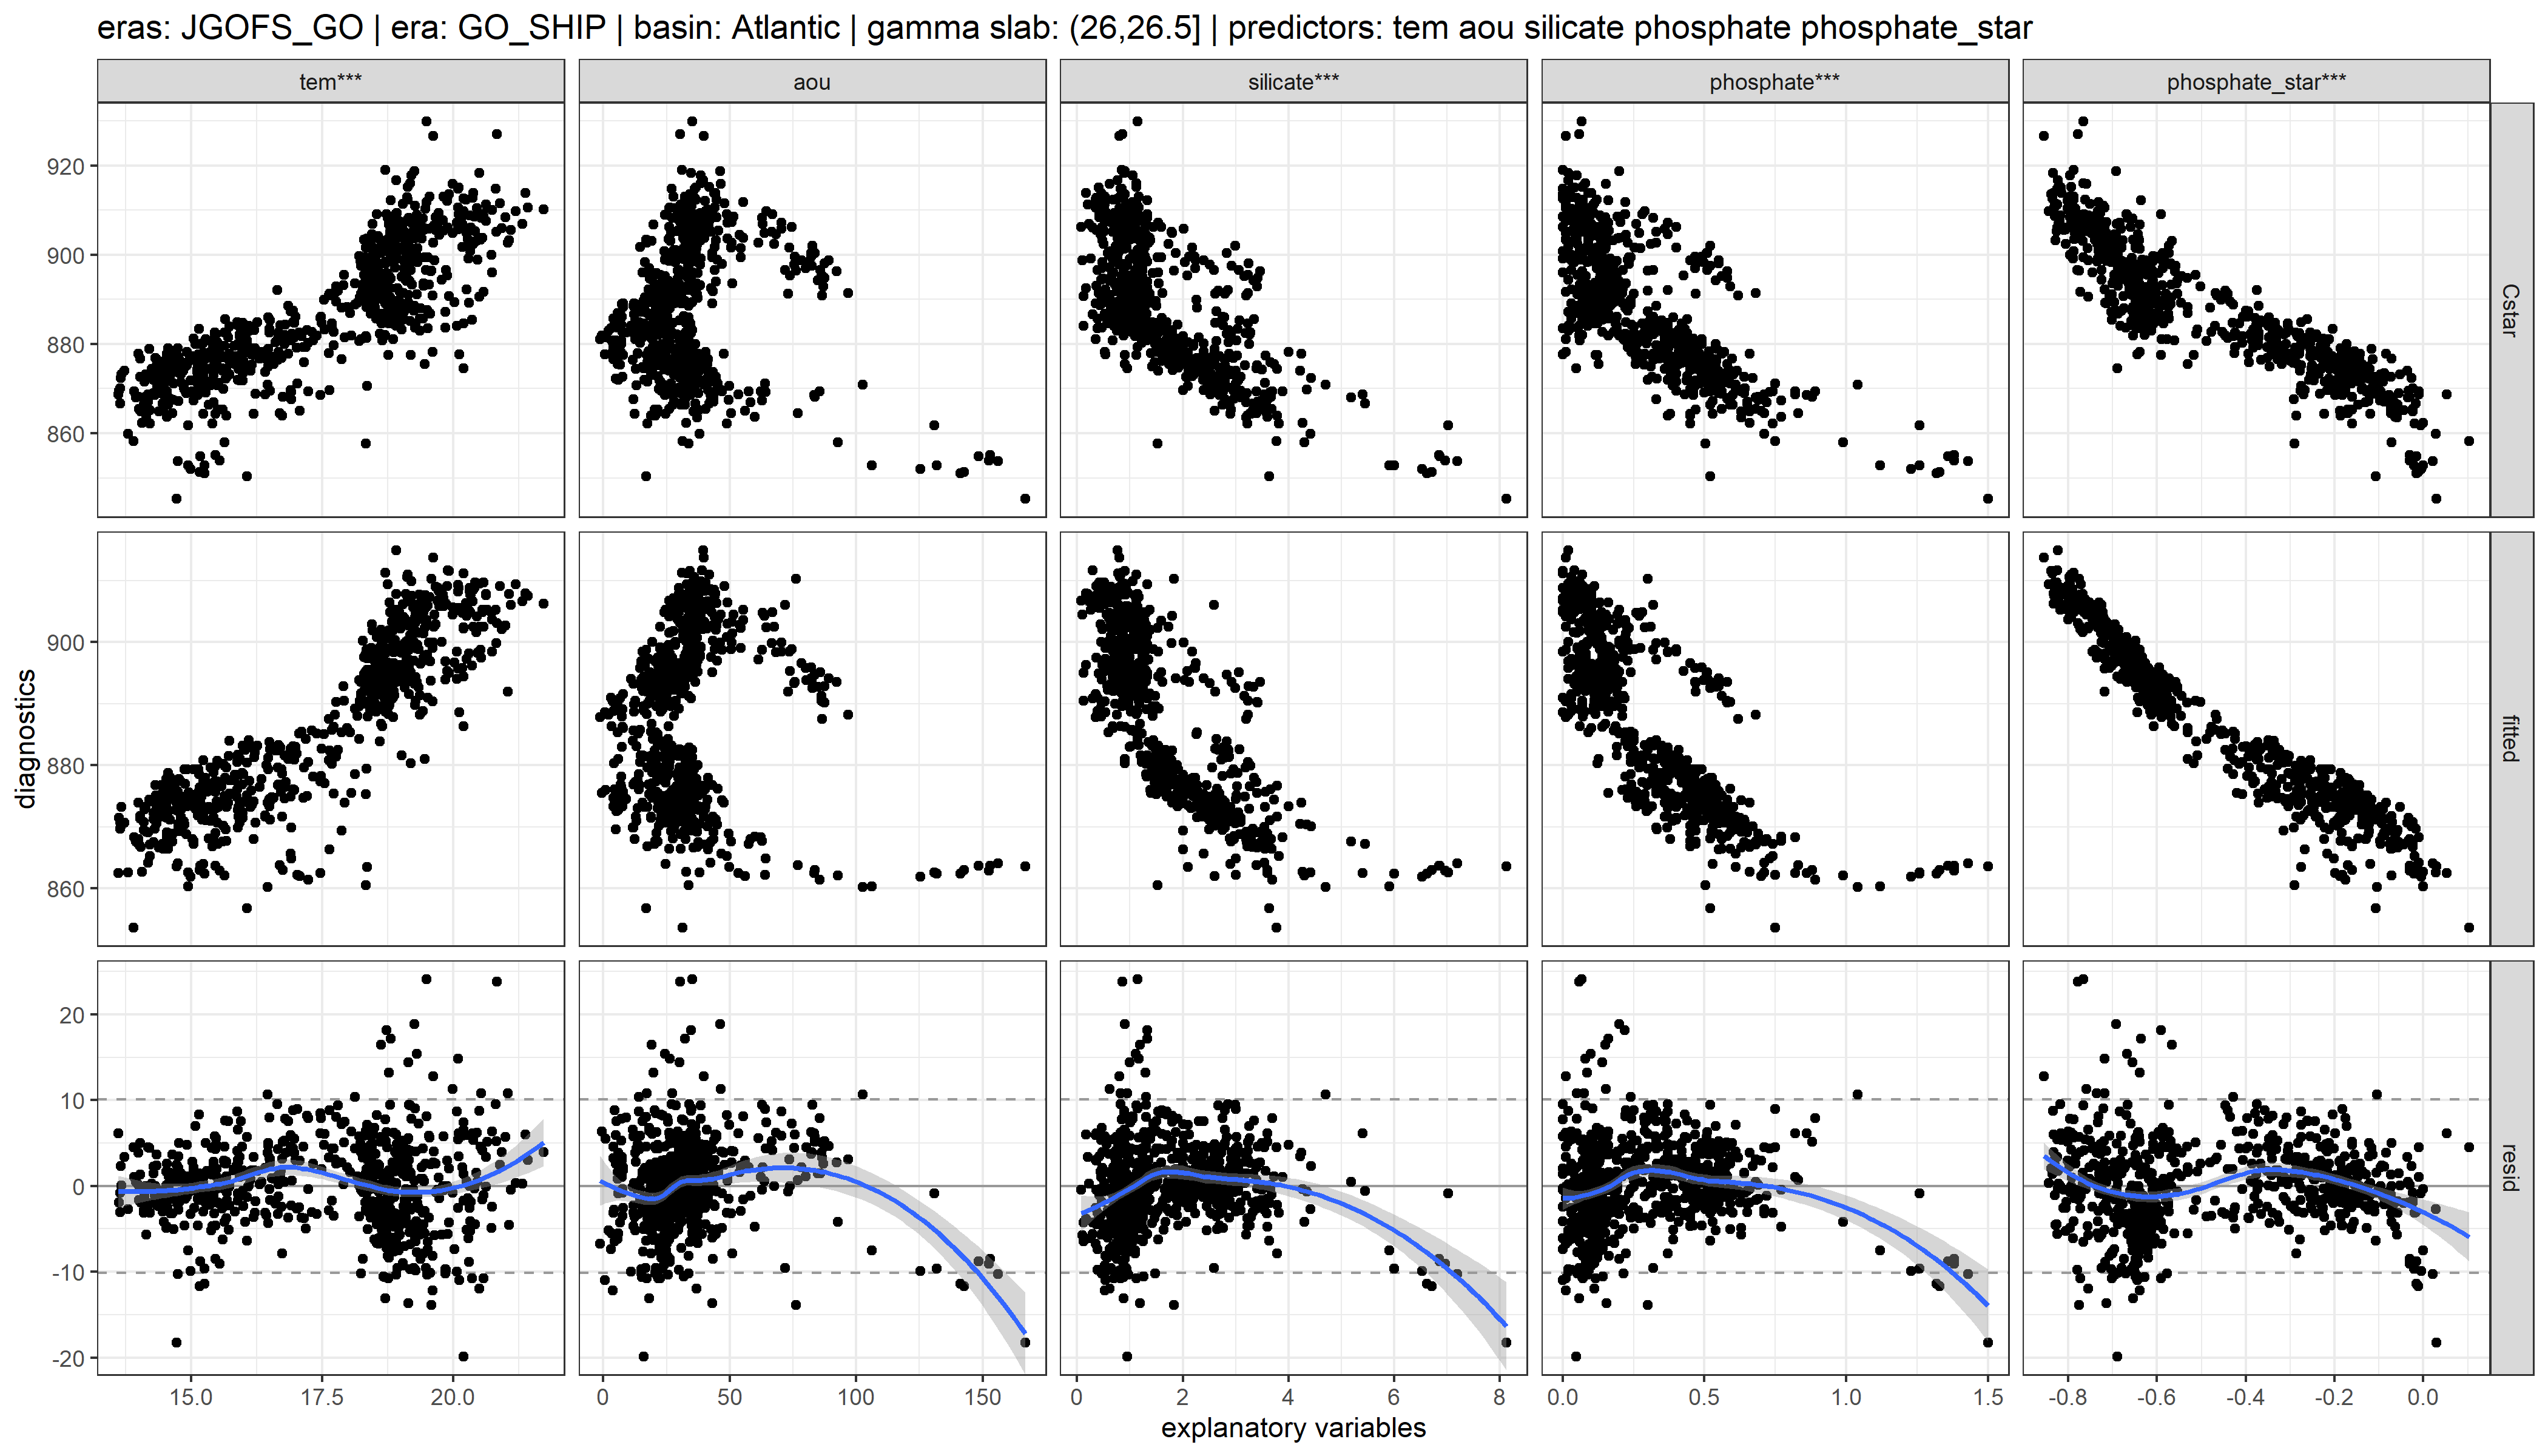 eras: JGOFS_GO | era: GO_SHIP | basin: Atlantic | gamma slab: (26,26.5] | predictors: tem aou silicate phosphate phosphate_star
tem*** aou silicate*** phosphate*** phosphate_star***
920
900
880
860
Cstar
900
880
860
fitted
diagnostics
20
10
0
-10
-20
resid
15.0 17.5 20.0 0 50 100 150 0 2 4 6 8 0.0 0.5 1.0 1.5 -0.8 -0.6 -0.4 -0.2 0.0
explanatory variables